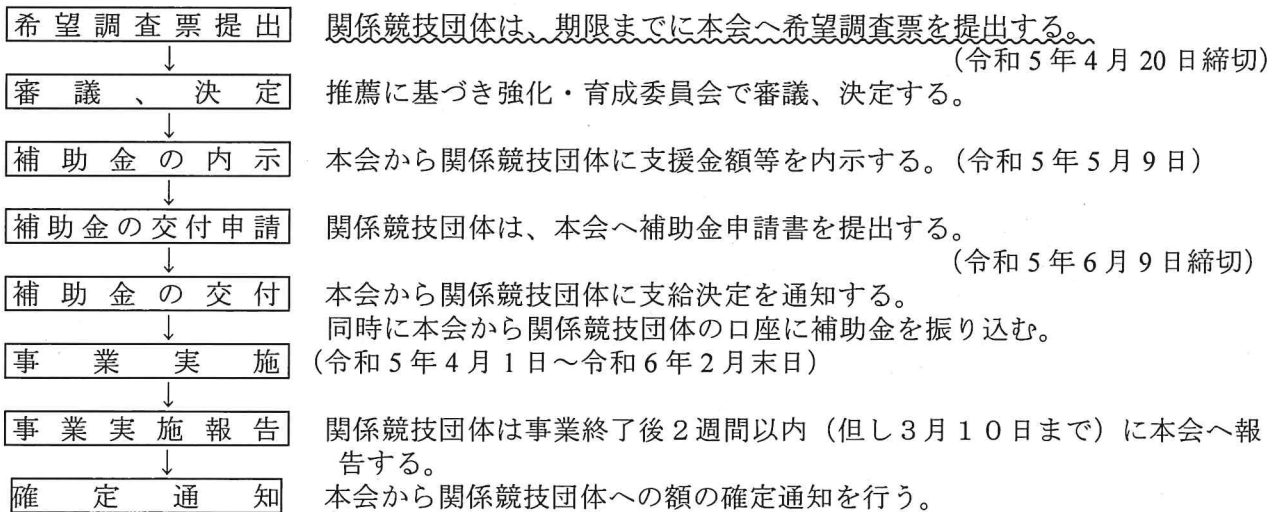 希望調査票提出 関係競技団体は、期限までに本会へ希望調査票を提出する。
(令和5年4月20日締切)
↓
審議、決定 推薦に基づき強化・育成委員会で審議、決定する。
↓
補助金の内示 本会から関係競技団体に支援金額等を内示する。(令和5年5月9日)
↓
補助金の交付申請 関係競技団体は、本会へ補助金申請書を提出する。
(令和5年6月9日締切)
↓
補助金の交付 本会から関係競技団体に支給決定を通知する。
↓ 同時に本会から関係競技団体の口座に補助金を振り込む。
事業実施 (令和5年4月1日～令和6年2月末日)
↓
事業実施報告 関係競技団体は事業終了後2週間以内(但し3月10日まで)に本会へ報
↓ 告する。
確定通知 本会から関係競技団体への額の確定通知を行う。